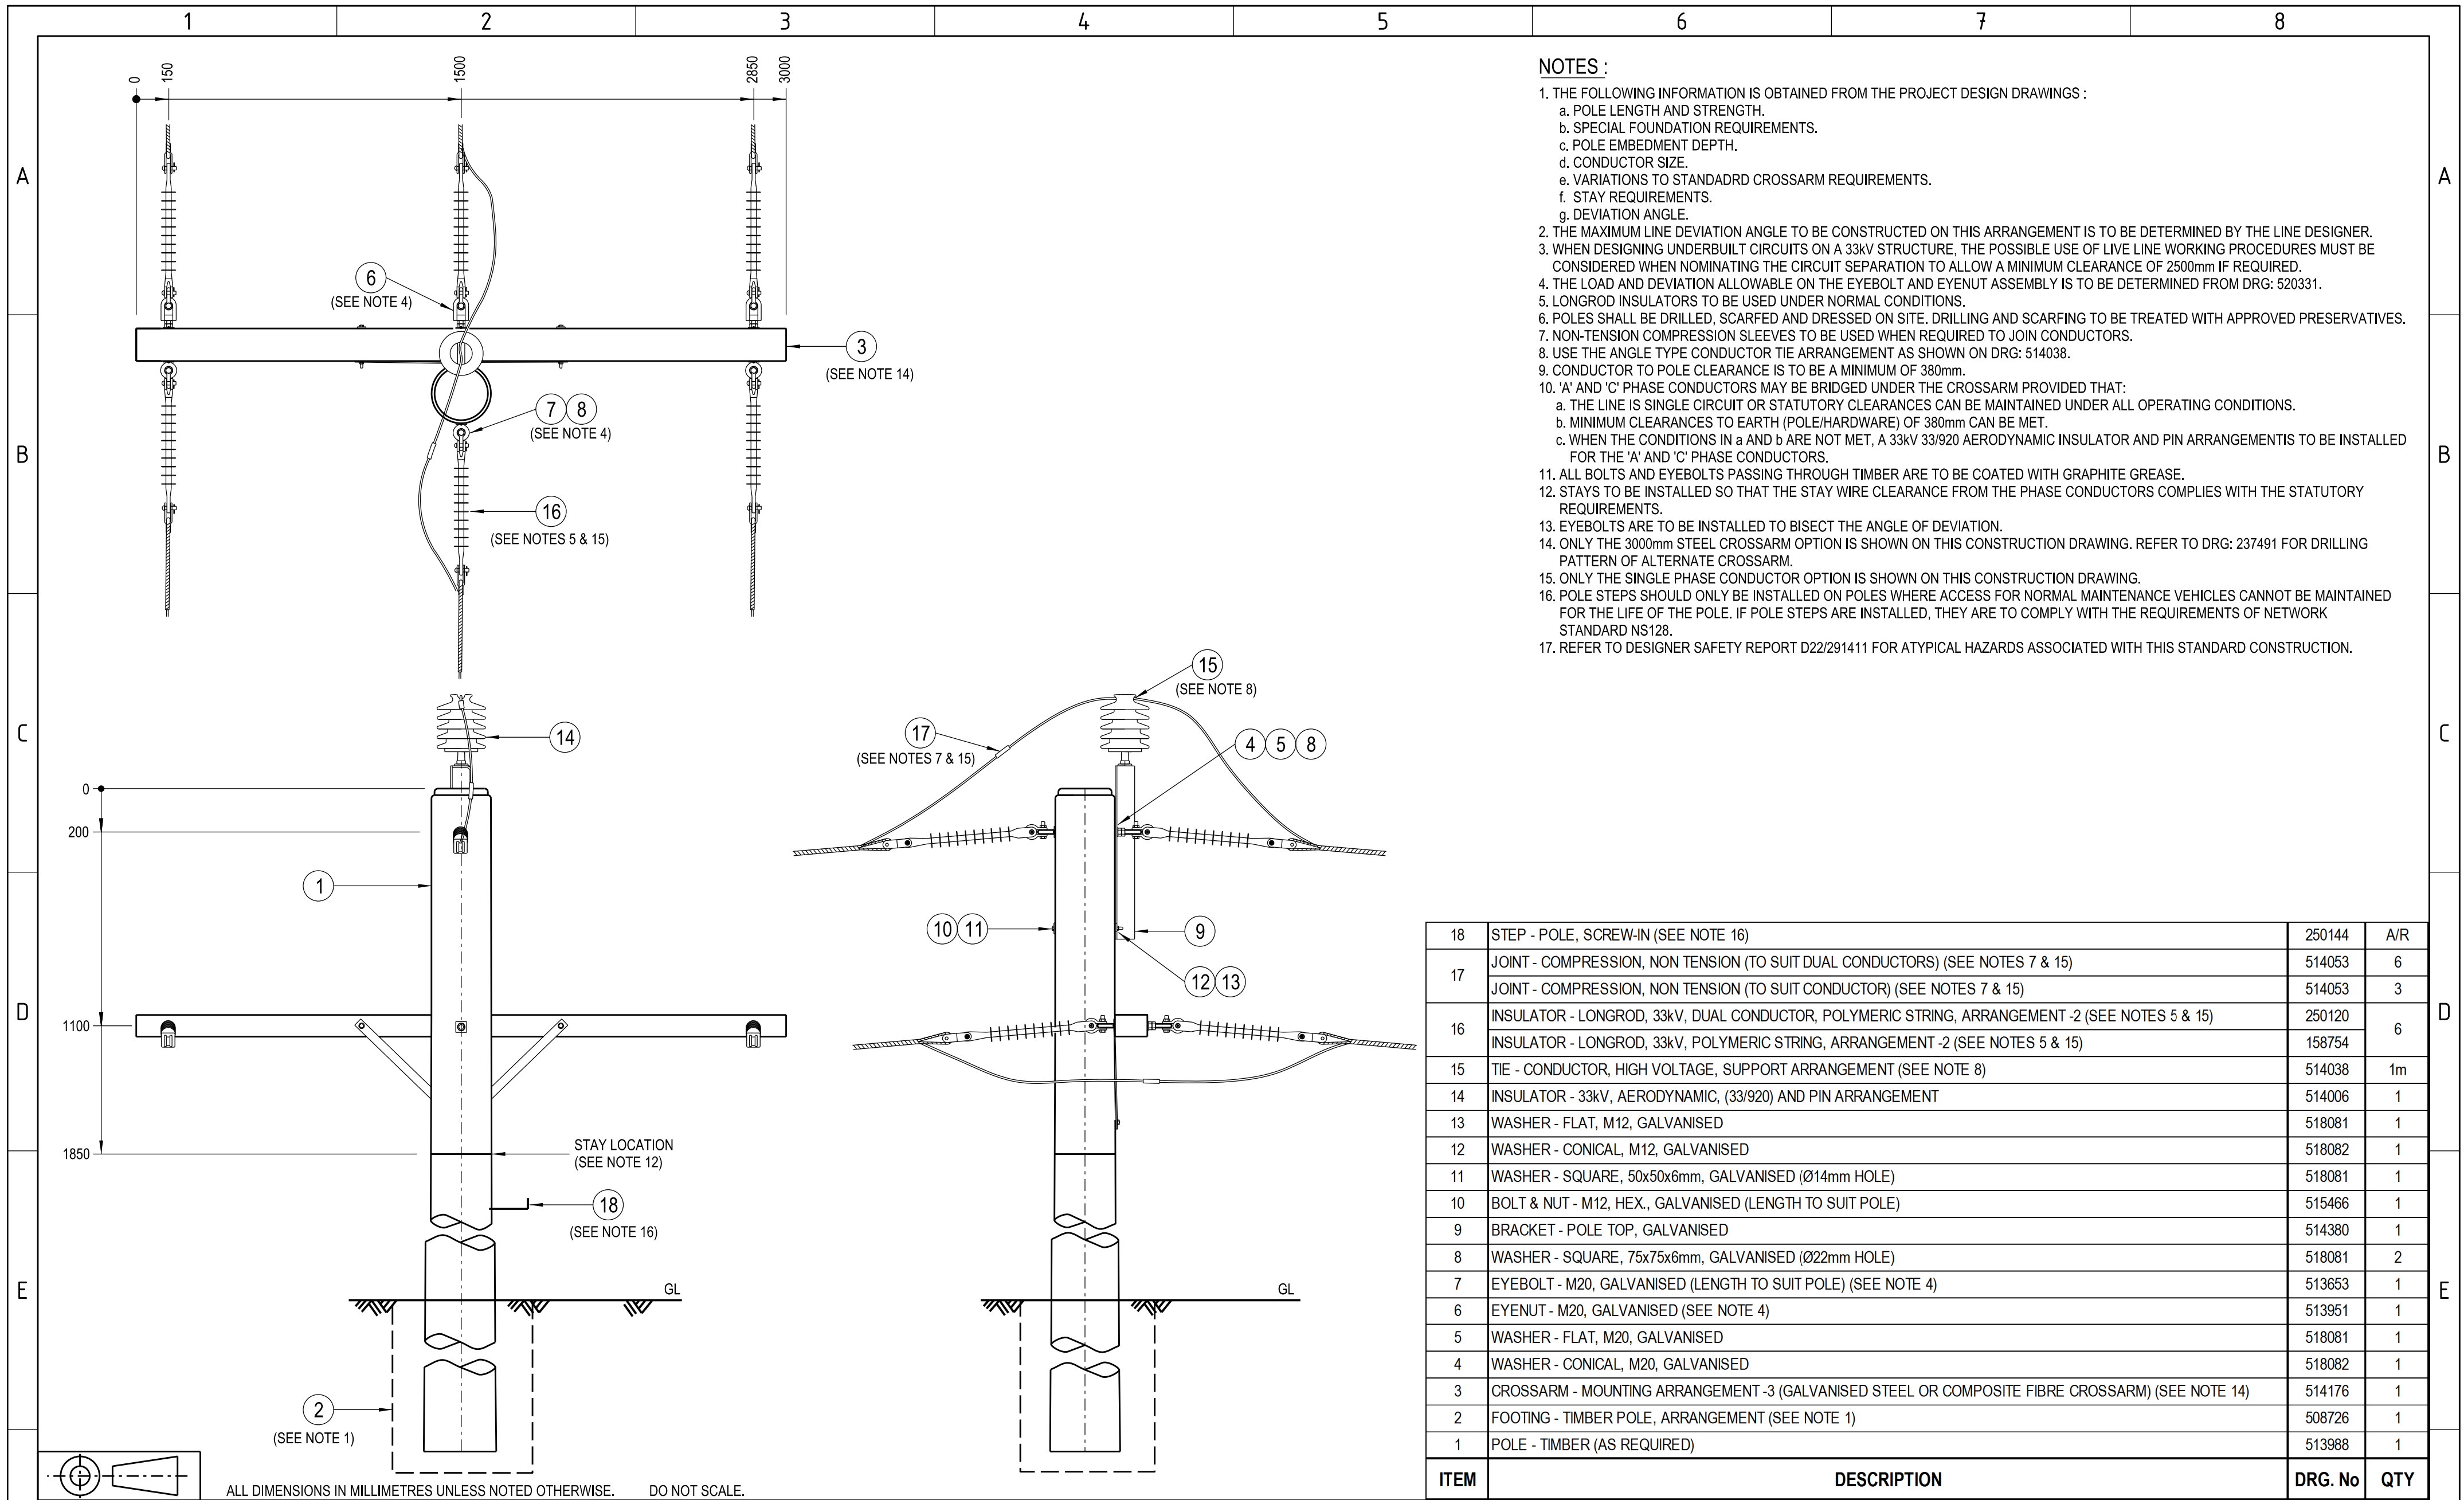 1 2 3 4 5 6 7 8
A
B
C
D
E
A
B
C
D
E
0
150
1500
2850
3000
6
(SEE NOTE 4)
3
(SEE NOTE 14)
7 8
(SEE NOTE 4)
16
(SEE NOTES 5 & 15)
NOTES :
1. THE FOLLOWING INFORMATION IS OBTAINED FROM THE PROJECT DESIGN DRAWINGS :
a. POLE LENGTH AND STRENGTH.
b. SPECIAL FOUNDATION REQUIREMENTS.
c. POLE EMBEDMENT DEPTH.
d. CONDUCTOR SIZE.
e. VARIATIONS TO STANDADRD CROSSARM REQUIREMENTS.
f. STAY REQUIREMENTS.
g. DEVIATION ANGLE.
2. THE MAXIMUM LINE DEVIATION ANGLE TO BE CONSTRUCTED ON THIS ARRANGEMENT IS TO BE DETERMINED BY THE LINE DESIGNER.
3. WHEN DESIGNING UNDERBUILT CIRCUITS ON A 33kV STRUCTURE, THE POSSIBLE USE OF LIVE LINE WORKING PROCEDURES MUST BE
CONSIDERED WHEN NOMINATING THE CIRCUIT SEPARATION TO ALLOW A MINIMUM CLEARANCE OF 2500mm IF REQUIRED.
4. THE LOAD AND DEVIATION ALLOWABLE ON THE EYEBOLT AND EYENUT ASSEMBLY IS TO BE DETERMINED FROM DRG: 520331.
5. LONGROD INSULATORS TO BE USED UNDER NORMAL CONDITIONS.
6. POLES SHALL BE DRILLED, SCARFED AND DRESSED ON SITE. DRILLING AND SCARFING TO BE TREATED WITH APPROVED PRESERVATIVES.
7. NON-TENSION COMPRESSION SLEEVES TO BE USED WHEN REQUIRED TO JOIN CONDUCTORS.
8. USE THE ANGLE TYPE CONDUCTOR TIE ARRANGEMENT AS SHOWN ON DRG: 514038.
9. CONDUCTOR TO POLE CLEARANCE IS TO BE A MINIMUM OF 380mm.
10. 'A' AND 'C' PHASE CONDUCTORS MAY BE BRIDGED UNDER THE CROSSARM PROVIDED THAT:
a. THE LINE IS SINGLE CIRCUIT OR STATUTORY CLEARANCES CAN BE MAINTAINED UNDER ALL OPERATING CONDITIONS.
b. MINIMUM CLEARANCES TO EARTH (POLE/HARDWARE) OF 380mm CAN BE MET.
c. WHEN THE CONDITIONS IN a AND b ARE NOT MET, A 33kV 33/920 AERODYNAMIC INSULATOR AND PIN ARRANGEMENTIS TO BE INSTALLED
FOR THE 'A' AND 'C' PHASE CONDUCTORS.
11. ALL BOLTS AND EYEBOLTS PASSING THROUGH TIMBER ARE TO BE COATED WITH GRAPHITE GREASE.
12. STAYS TO BE INSTALLED SO THAT THE STAY WIRE CLEARANCE FROM THE PHASE CONDUCTORS COMPLIES WITH THE STATUTORY
REQUIREMENTS.
13. EYEBOLTS ARE TO BE INSTALLED TO BISECT THE ANGLE OF DEVIATION.
14. ONLY THE 3000mm STEEL CROSSARM OPTION IS SHOWN ON THIS CONSTRUCTION DRAWING. REFER TO DRG: 237491 FOR DRILLING
PATTERN OF ALTERNATE CROSSARM.
15. ONLY THE SINGLE PHASE CONDUCTOR OPTION IS SHOWN ON THIS CONSTRUCTION DRAWING.
16. POLE STEPS SHOULD ONLY BE INSTALLED ON POLES WHERE ACCESS FOR NORMAL MAINTENANCE VEHICLES CANNOT BE MAINTAINED
FOR THE LIFE OF THE POLE. IF POLE STEPS ARE INSTALLED, THEY ARE TO COMPLY WITH THE REQUIREMENTS OF NETWORK
STANDARD NS128.
17. REFER TO DESIGNER SAFETY REPORT D22/291411 FOR ATYPICAL HAZARDS ASSOCIATED WITH THIS STANDARD CONSTRUCTION.
14
0
200
1
1100
1850
STAY LOCATION
(SEE NOTE 12)
18
(SEE NOTE 16)
GL
2
(SEE NOTE 1)
15
(SEE NOTE 8)
17
(SEE NOTES 7 & 15)
4 5 8
10 11
9
12 13
GL
18 STEP - POLE, SCREW-IN (SEE NOTE 16) 250144 A/R
17 JOINT - COMPRESSION, NON TENSION (TO SUIT DUAL CONDUCTORS) (SEE NOTES 7 & 15) 514053 6
JOINT - COMPRESSION, NON TENSION (TO SUIT CONDUCTOR) (SEE NOTES 7 & 15) 514053 3
16 INSULATOR - LONGROD, 33kV, DUAL CONDUCTOR, POLYMERIC STRING, ARRANGEMENT -2 (SEE NOTES 5 & 15) 250120 6
INSULATOR - LONGROD, 33kV, POLYMERIC STRING, ARRANGEMENT -2 (SEE NOTES 5 & 15) 158754
15 TIE - CONDUCTOR, HIGH VOLTAGE, SUPPORT ARRANGEMENT (SEE NOTE 8) 514038 1m
14 INSULATOR - 33kV, AERODYNAMIC, (33/920) AND PIN ARRANGEMENT 514006 1
13 WASHER - FLAT, M12, GALVANISED 518081 1
12 WASHER - CONICAL, M12, GALVANISED 518082 1
11 WASHER - SQUARE, 50x50x6mm, GALVANISED (Ø14mm HOLE) 518081 1
10 BOLT & NUT - M12, HEX., GALVANISED (LENGTH TO SUIT POLE) 515466 1
9 BRACKET - POLE TOP, GALVANISED 514380 1
8 WASHER - SQUARE, 75x75x6mm, GALVANISED (Ø22mm HOLE) 518081 2
7 EYEBOLT - M20, GALVANISED (LENGTH TO SUIT POLE) (SEE NOTE 4) 513653 1
6 EYENUT - M20, GALVANISED (SEE NOTE 4) 513951 1
5 WASHER - FLAT, M20, GALVANISED 518081 1
4 WASHER - CONICAL, M20, GALVANISED 518082 1
3 CROSSARM - MOUNTING ARRANGEMENT -3 (GALVANISED STEEL OR COMPOSITE FIBRE CROSSARM) (SEE NOTE 14) 514176 1
2 FOOTING - TIMBER POLE, ARRANGEMENT (SEE NOTE 1) 508726 1
1 POLE - TIMBER (AS REQUIRED) 513988 1
ITEM DESCRIPTION DRG. No QTY
ALL DIMENSIONS IN MILLIMETRES UNLESS NOTED OTHERWISE. DO NOT SCALE.